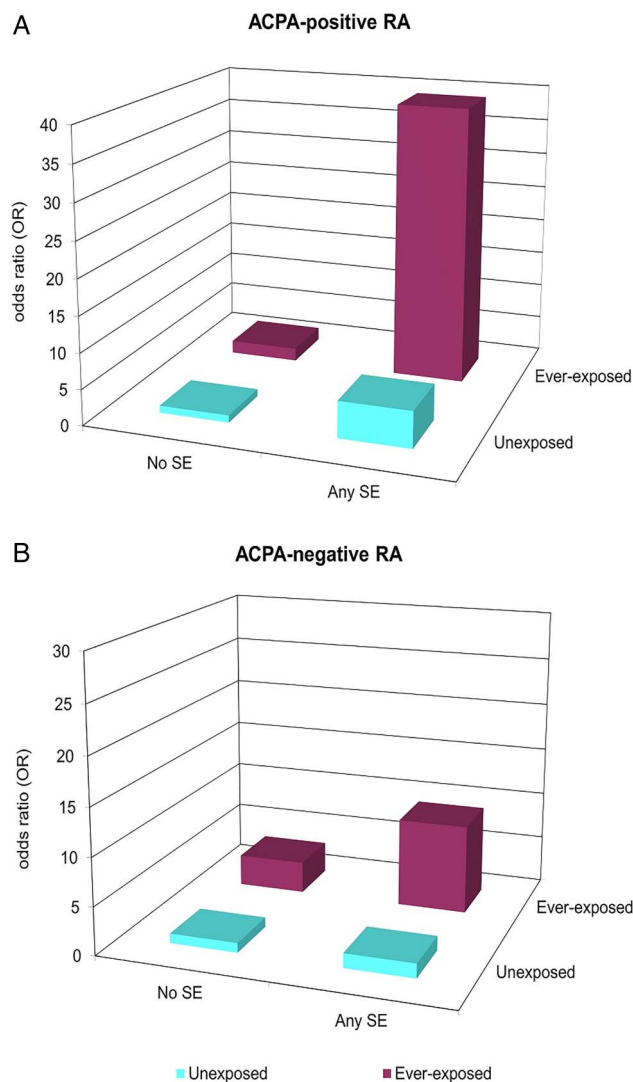 A
ACPA-positive RA
odds ratio (OR)
40
35
30
25
20
15
10
5
0
No SE
Any SE
Unexposed
Ever-exposed
B
ACPA-negative RA
odds ratio (OR)
30
25
20
15
10
5
0
No SE
Any SE
Unexposed
Ever-exposed
Unexposed Ever-exposed